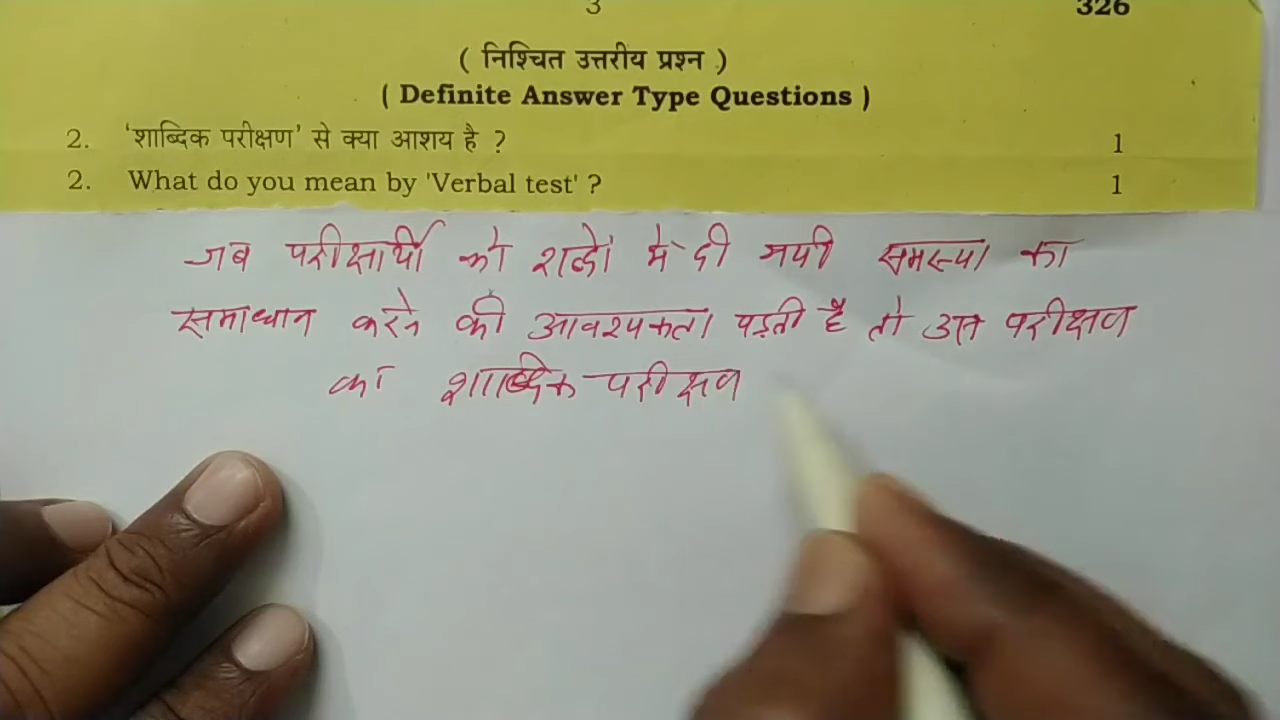 3 326
( निश्चित उत्तरीय प्रश्न )
( Definite Answer Type Questions )
2. 'शाब्दिक परीक्षण' से क्या आशय है ? 1
2. What do you mean by 'Verbal test' ? 1
जब परीक्षार्थी को शब्दों में दी गयी समस्या का
समाधान करने की आवश्यकता पड़ती है तो उस परीक्षण
का शाब्दिक परीक्षण